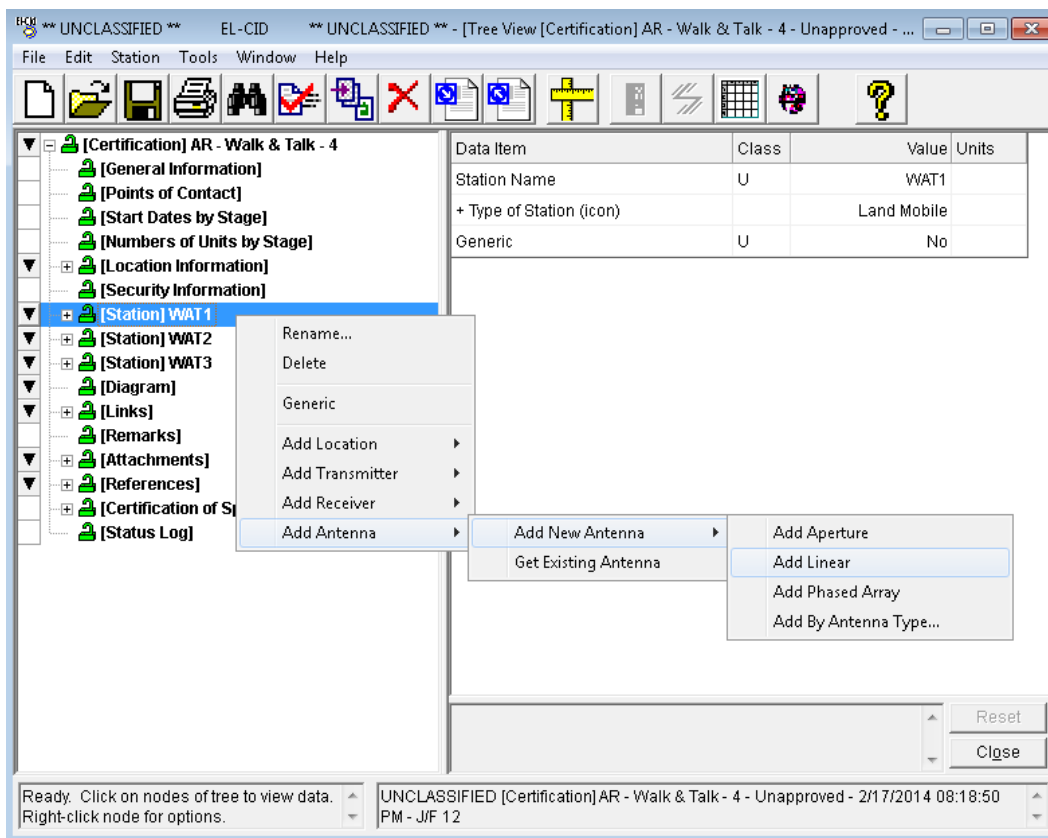 EL-CID ** UNCLASSIFIED ** EL-CID ** UNCLASSIFIED ** - [Tree View [Certification] AR - Walk & Talk - 4 - Unapproved - ...
File Edit Station Tools Window Help
[Certification] AR - Walk & Talk - 4
[General Information]
[Points of Contact]
[Start Dates by Stage]
[Numbers of Units by Stage]
[Location Information]
[Security Information]
[Station] WAT1
[Station] WAT2
[Station] WAT3
[Diagram]
[Links]
[Remarks]
[Attachments]
[References]
[Certification of Sp
[Status Log]
Data Item Class Value Units
Station Name U WAT1
+ Type of Station (icon) Land Mobile
Generic U No
Rename...
Delete
Generic
Add Location
Add Transmitter
Add Receiver
Add Antenna
Add New Antenna
Get Existing Antenna
Add Aperture
Add Linear
Add Phased Array
Add By Antenna Type...
Reset
Close
Ready. Click on nodes of tree to view data.
Right-click node for options.
UNCLASSIFIED [Certification] AR - Walk & Talk - 4 - Unapproved - 2/17/2014 08:18:50
PM - J/F 12